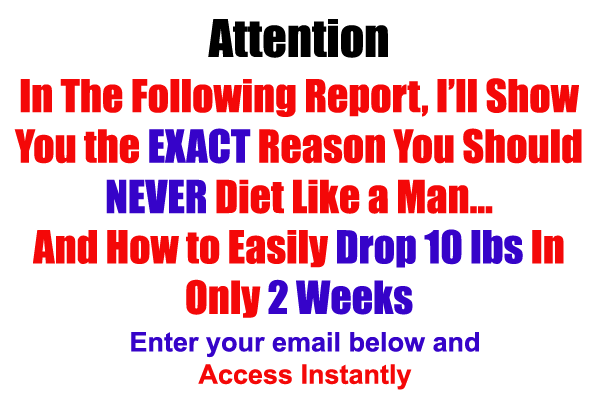 Attention
In The Following Report, I'll Show
You the EXACT Reason You Should
NEVER Diet Like a Man...
And How to Easily Drop 10 lbs In
Only 2 Weeks
Enter your email below and
Access Instantly